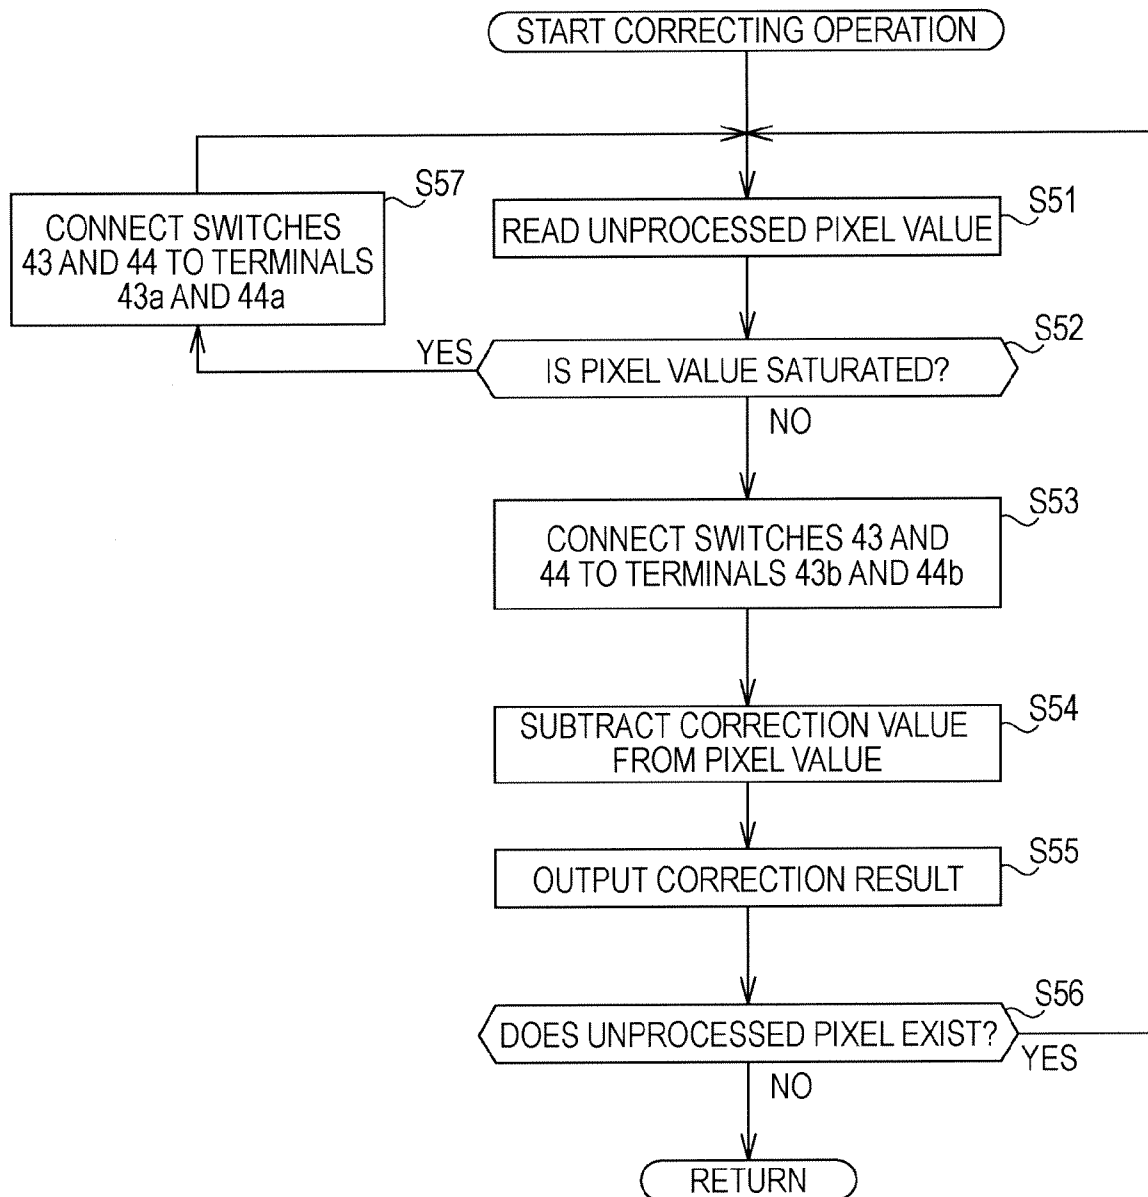 START CORRECTING OPERATION
S57
CONNECT SWITCHES
43 AND 44 TO TERMINALS
43a AND 44a
S51
READ UNPROCESSED PIXEL VALUE
S52
YES
IS PIXEL VALUE SATURATED?
NO
S53
CONNECT SWITCHES 43 AND
44 TO TERMINALS 43b AND 44b
S54
SUBTRACT CORRECTION VALUE
FROM PIXEL VALUE
S55
OUTPUT CORRECTION RESULT
S56
DOES UNPROCESSED PIXEL EXIST?
YES
NO
RETURN